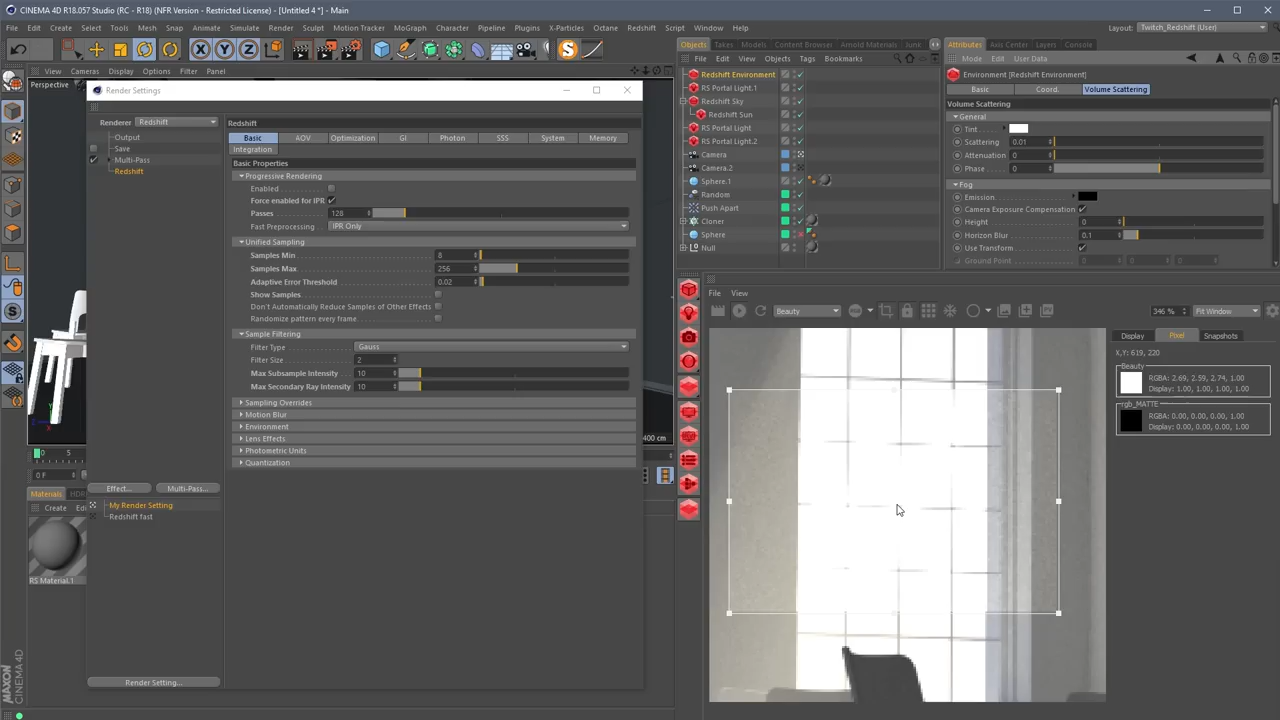 CINEMA 4D R18.057 Studio (RC - R18) (NFR Version - Restricted License) - [Untitled 4 *] - Main
File Edit Create Select Tools Mesh Snap Animate Simulate Render Sculpt Motion Tracker MoGraph Character Pipeline Plugins X-Particles Octane Redshift Script Window Help
Layout: Twitch_Redshift (User)
X Y Z
S
View Cameras Display Options Filter Panel
Perspective
Render Settings
Renderer Redshift
Output
Save
Multi-Pass
Redshift
Effect... Multi-Pass...
My Render Setting
Redshift fast
Render Setting...
Redshift
Basic AOV Optimization GI Photon SSS System Memory
Integration
Basic Properties
Progressive Rendering
Enabled
Force enabled for IPR
Passes 128
Fast Preprocessing IPR Only
Unified Sampling
Samples Min 8
Samples Max 256
Adaptive Error Threshold 0.02
Show Samples
Don't Automatically Reduce Samples of Other Effects
Randomize pattern every frame.
Sample Filtering
Filter Type Gauss
Filter Size 2
Max Subsample Intensity 10
Max Secondary Ray Intensity 10
Sampling Overrides
Motion Blur
Environment
Lens Effects
Photometric Units
Quantization
400 cm
0 5
0 F
Materials HDR
Create Ed
RS Material.1
MAXON
CINEMA 4D
Objects Takes Models Content Browser Arnold Materials Junk
File Edit View Objects Tags Bookmarks
Redshift Environment
RS Portal Light.1
Redshift Sky
Redshift Sun
RS Portal Light
RS Portal Light.2
Camera
Camera.2
Sphere.1
Random
Push Apart
Cloner
Sphere
Null
Attributes Axis Center Layers Console
Mode Edit User Data
Environment [Redshift Environment]
Basic Coord. Volume Scattering
Volume Scattering
General
Tint
Scattering 0.01
Attenuation 0
Phase 0
Fog
Emission.
Camera Exposure Compensation
Height 0
Horizon Blur 0.1
Use Transform
Ground Point 0 0 0
File View
Beauty
346 % Fit Window
Display Pixel Snapshots
X,Y: 619, 220
Beauty
RGBA: 2.69, 2.59, 2.74, 1.00
Display: 1.00, 1.00, 1.00, 1.00
rgb_MATTE
RGBA: 0.00, 0.00, 0.00, 1.00
Display: 0.00, 0.00, 0.00, 1.00